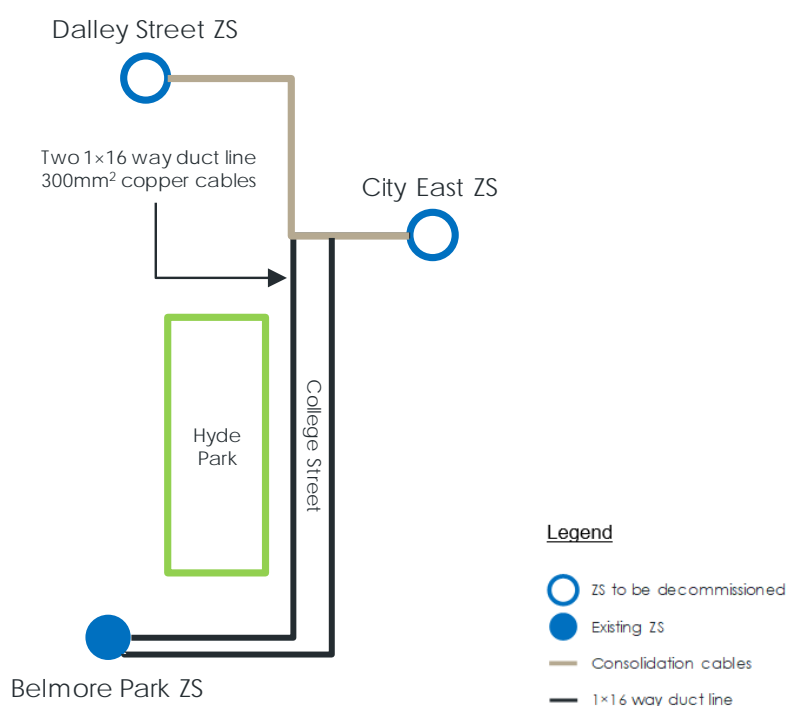 Dalley Street ZS
Two 1×16 way duct line
300mm² copper cables
City East ZS
College Street
Hyde
Park
Belmore Park ZS
Legend
ZS to be decommissioned
Existing ZS
Consolidation cables
1×16 way duct line